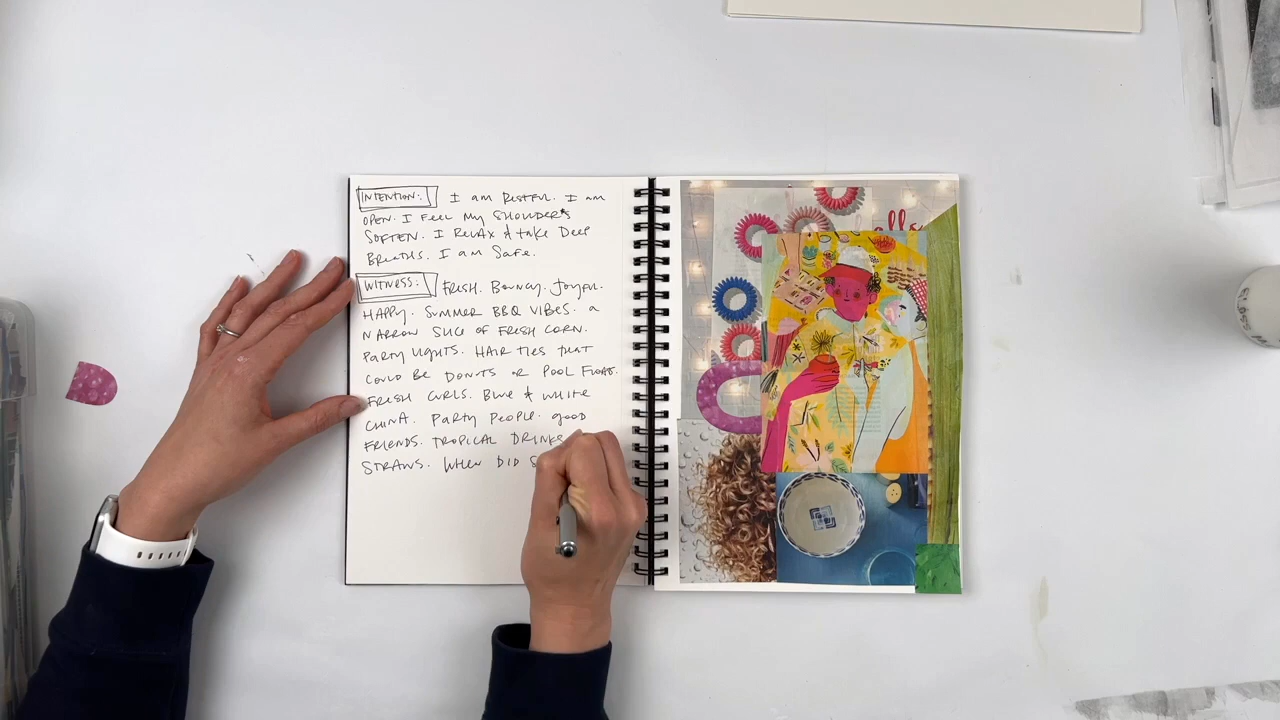 INTENTION. I am RESTFUL. I am
OPEN. I FEEL My SHOULDERS
SOFTEN. I RELAX & TAKE DEEP
BREATHS. I am SAFE.
WITNESS. FRESH. BOUNCY. JOYFUL.
HAPPY. SUMMER BBQ VIBES. a
NARROW SLICE OF FRESH CORN.
LIGHTS. HAIR TIES THAT
COULD BE DONUTS OR POOL FLOATS.
FRESH CURLS. BLUE & WHITE
PARTY PEOPLE. GOOD
FRIENDS. TROPICAL DRINKS
STRAWS. WHEN DID
ello